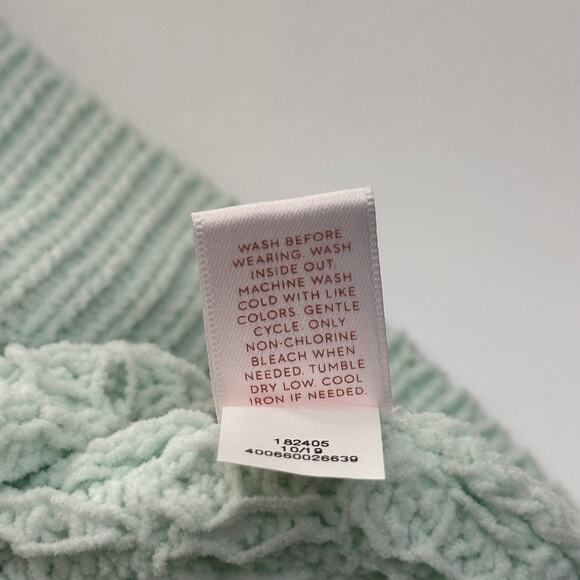 WASH BEFORE
WEARING. WASH
INSIDE OUT.
MACHINE WASH
COLD WITH LIKE
COLORS. GENTLE
CYCLE. ONLY
NON-CHLORINE
BLEACH WHEN
NEEDED. TUMBLE
DRY LOW. COOL
IRON IF NEEDED.
182405
10/19
400660026639